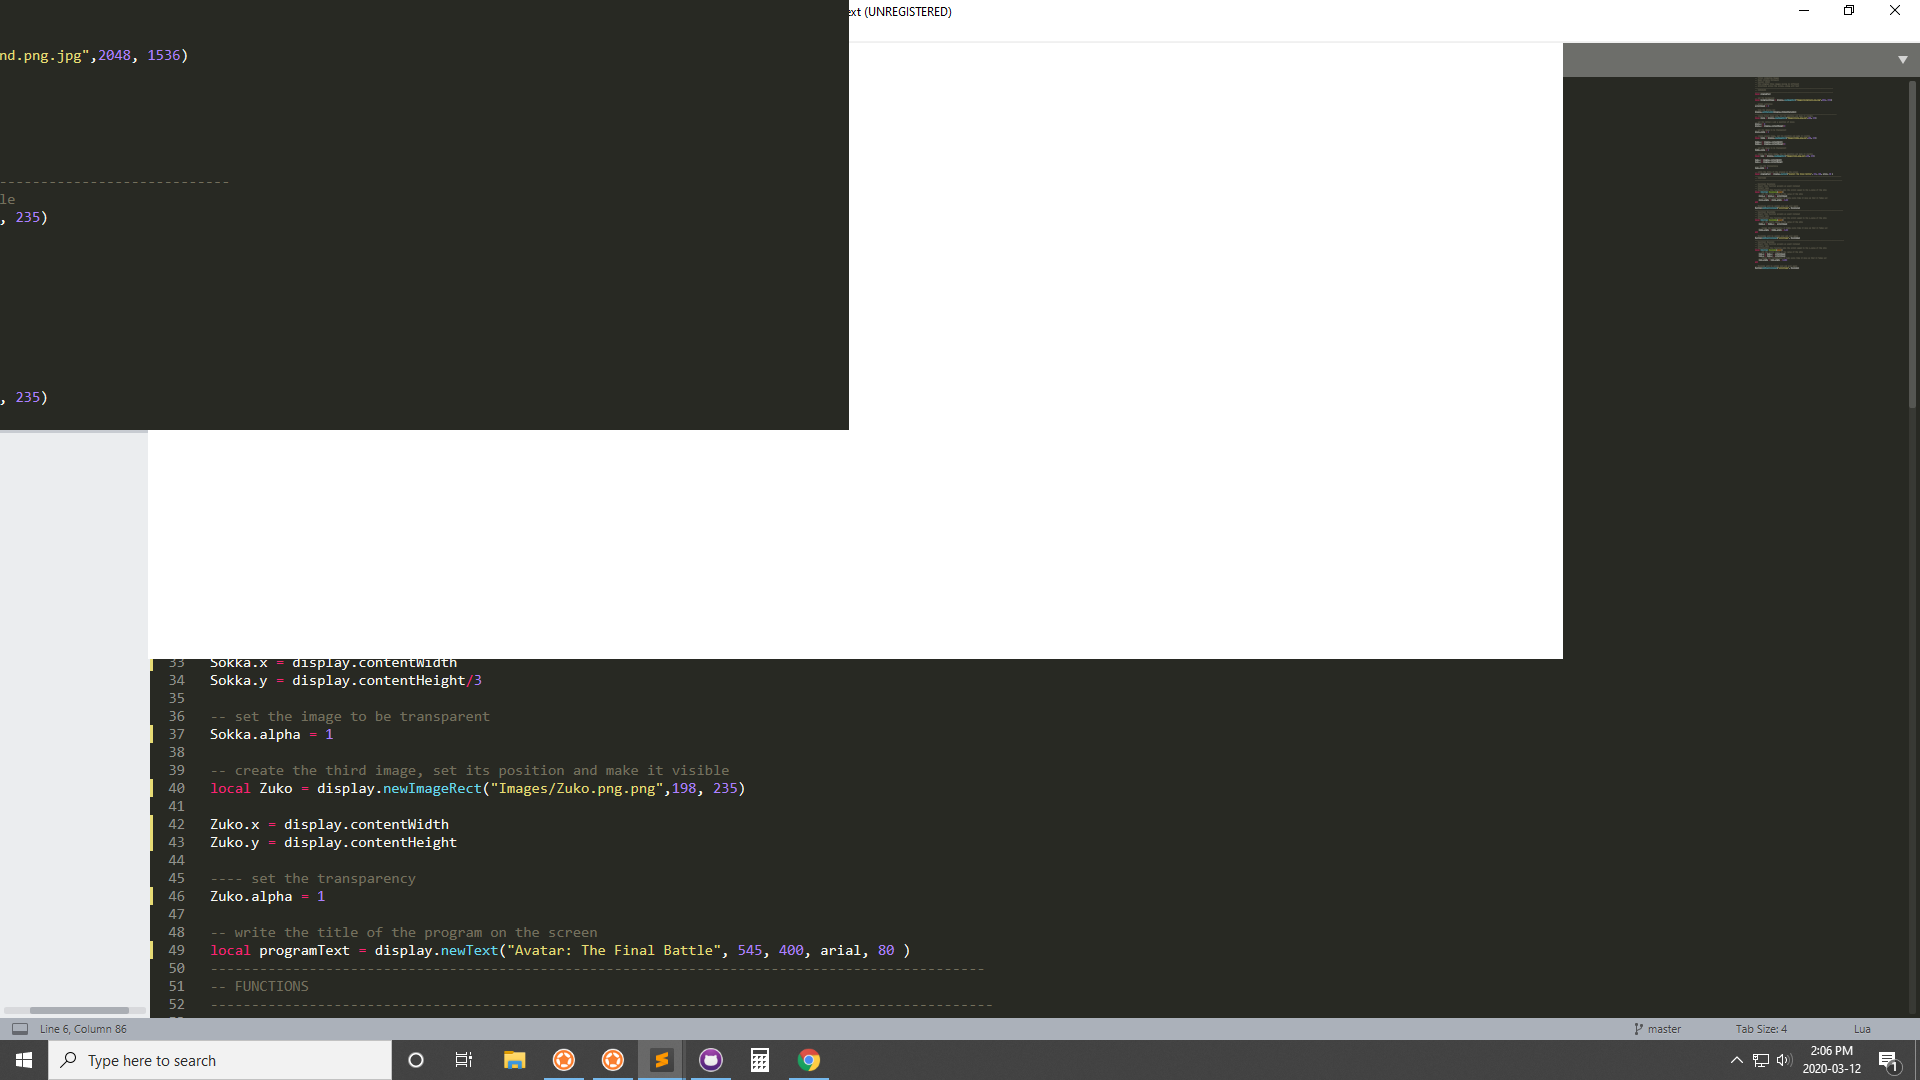 ext (UNREGISTERED)
nd.png.jpg",2048, 1536)
---------------------------
le
, 235)
, 235)
33 Sokka.x = display.contentWidth
34 Sokka.y = display.contentHeight/3
35
36 -- set the image to be transparent
37 Sokka.alpha = 1
38
39 -- create the third image, set its position and make it visible
40 local Zuko = display.newImageRect("Images/Zuko.png.png",198, 235)
41
42 Zuko.x = display.contentWidth
43 Zuko.y = display.contentHeight
44
45 ---- set the transparency
46 Zuko.alpha = 1
47
48 -- write the title of the program on the screen
49 local programText = display.newText("Avatar: The Final Battle", 545, 400, arial, 80 )
50 ----------------------------------------------------------------------------------------------
51 -- FUNCTIONS
52 -----------------------------------------------------------------------------------------------
Line 6, Column 86
master
Tab Size: 4
Lua
Type here to search
2:06 PM
2020-03-12
1